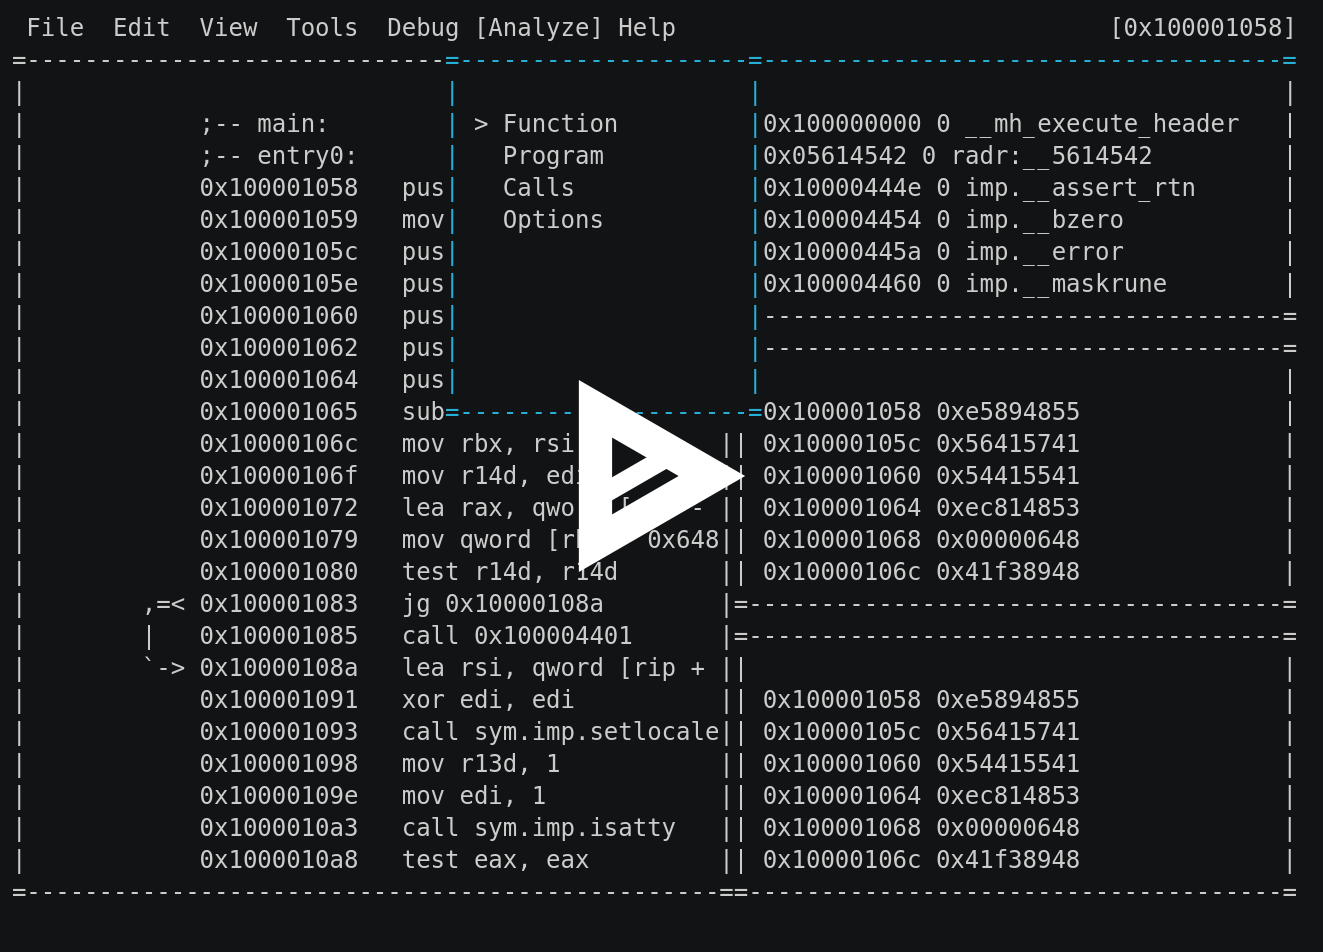 File  Edit  View  Tools  Debug [Analyze] Help                              [0x100001058]
=-----------------------------=--------------------=------------------------------------=
|                             |                    |                                    |
|            ;-- main:        | > Function         |0x100000000 0 __mh_execute_header   |
|            ;-- entry0:      |   Program          |0x05614542 0 radr:__5614542         |
|            0x100001058   pus|   Calls            |0x10000444e 0 imp.__assert_rtn      |
|            0x100001059   mov|   Options          |0x100004454 0 imp.__bzero           |
|            0x10000105c   pus|                    |0x10000445a 0 imp.__error           |
|            0x10000105e   pus|                    |0x100004460 0 imp.__maskrune        |
|            0x100001060   pus|                    |------------------------------------=
|            0x100001062   pus|                    |------------------------------------=
|            0x100001064   pus|                    |                                    |
|            0x100001065   sub=--------------------=0x100001058 0xe5894855              |
|            0x10000106c   mov rbx, rsi          || 0x10000105c 0x56415741              |
|            0x10000106f   mov r14d, edi         || 0x100001060 0x54415541              |
|            0x100001072   lea rax, qwo  [     - || 0x100001064 0xec814853              |
|            0x100001079   mov qword [r    0x648|| 0x100001068 0x00000648              |
|            0x100001080   test r14d, r14d       || 0x10000106c 0x41f38948              |
|        ,=< 0x100001083   jg 0x10000108a        |=-------------------------------------=
|        |   0x100001085   call 0x100004401      |=-------------------------------------=
|        `-> 0x10000108a   lea rsi, qword [rip + ||                                     |
|            0x100001091   xor edi, edi          || 0x100001058 0xe5894855              |
|            0x100001093   call sym.imp.setlocale|| 0x10000105c 0x56415741              |
|            0x100001098   mov r13d, 1           || 0x100001060 0x54415541              |
|            0x10000109e   mov edi, 1            || 0x100001064 0xec814853              |
|            0x1000010a3   call sym.imp.isatty   || 0x100001068 0x00000648              |
|            0x1000010a8   test eax, eax         || 0x10000106c 0x41f38948              |
=------------------------------------------------==-------------------------------------=